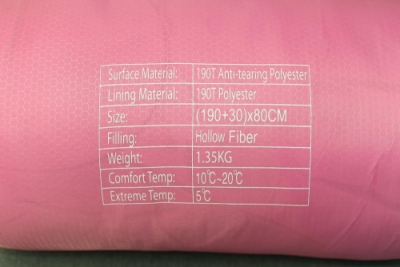 Surface Material: 190T Anti-tearing Polyester
Lining Material: 190T Polyester
Size: (190+30)x80CM
Filling: Hollow Fiber
Weight: 1.35KG
Comfort Temp: 10℃~20℃
Extreme Temp: 5℃